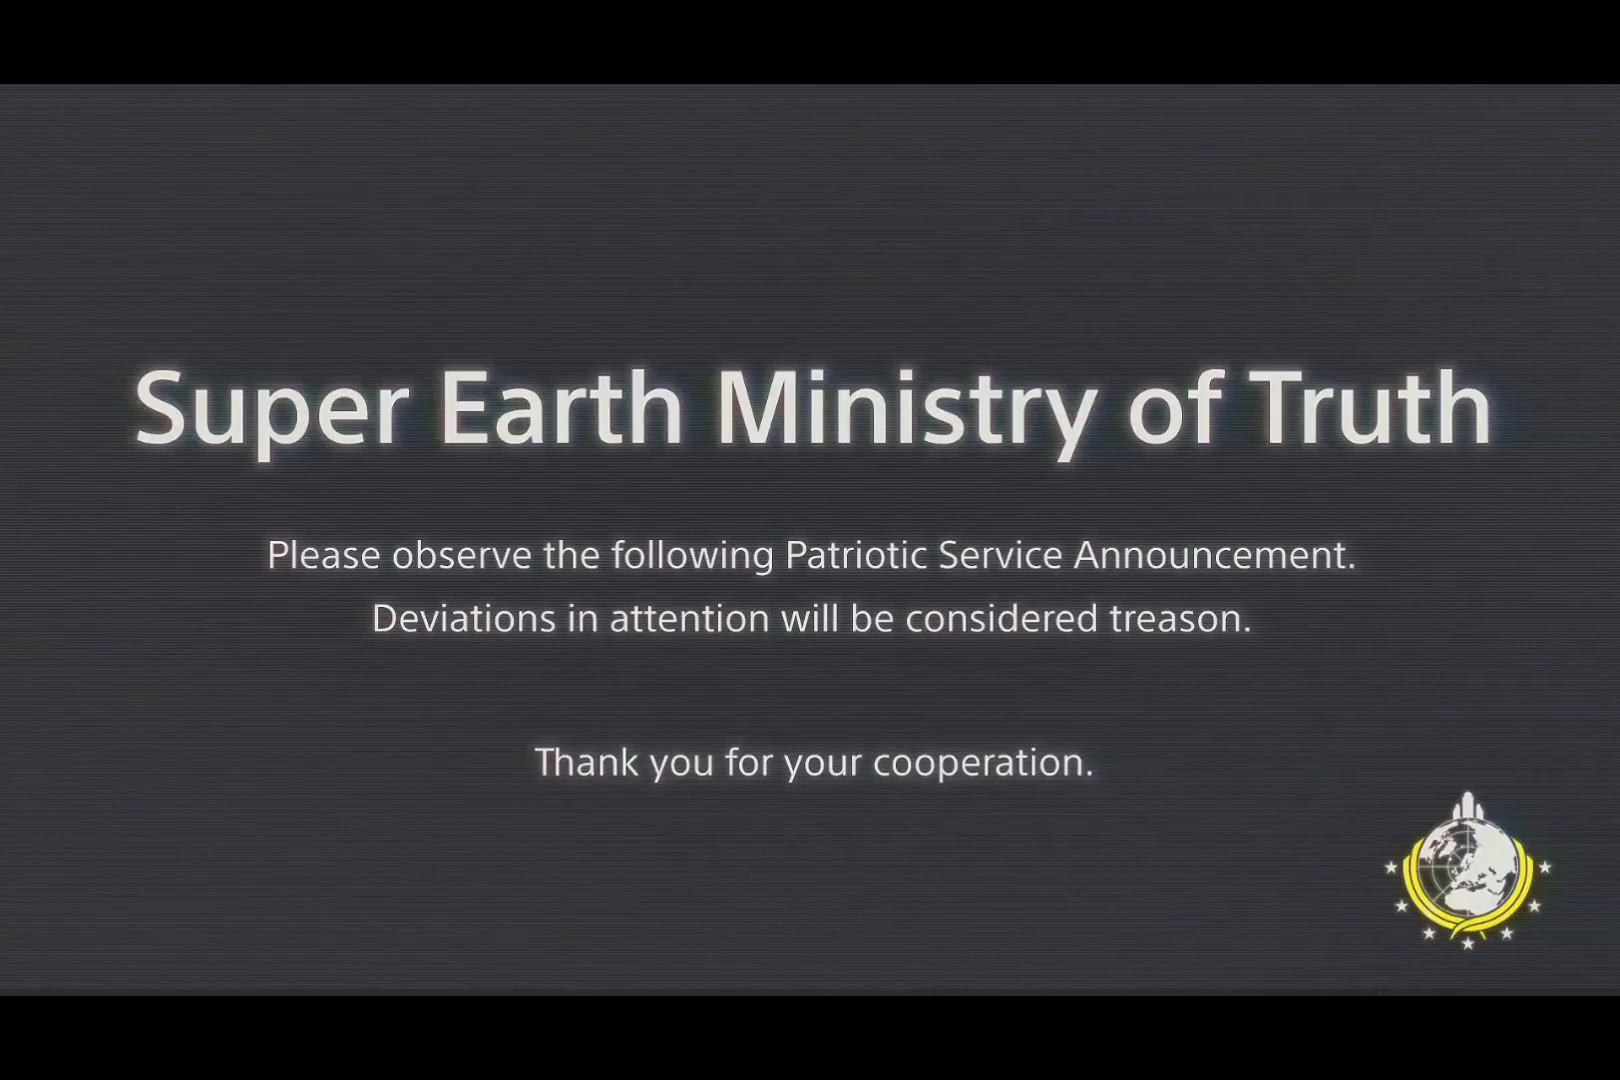 Super Earth Ministry of Truth
Please observe the following Patriotic Service Announcement.
Deviations in attention will be considered treason.
Thank you for your cooperation.